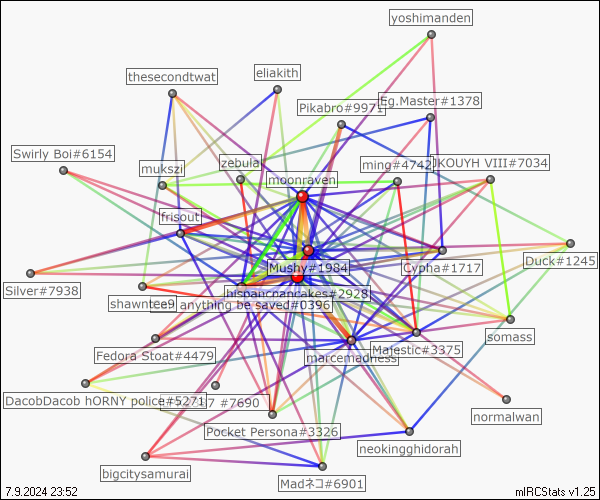 yoshimanden
thesecondtwat
eliakith
Pikabro#9971
Eg.Master#1378
Swirly Boi#6154
mukszi
zebula
moonraven
ming#4742
JKOUYH VIII#7034
frisout
Mushy#1984
Cypha#1717
Duck#1245
Silver#7938
shawntee9
hispancpancakes#2928
anything be saved#0396
somass
Fedora Stoat#4479
marcemadness
Majestic#3375
DacobDacob hORNY police#5271
#7690
normalwan
Pocket Persona#3326
neokingghidorah
bigcitysamurai
Madネコ#6901
7.9.2024 23:52
mIRCStats v1.25